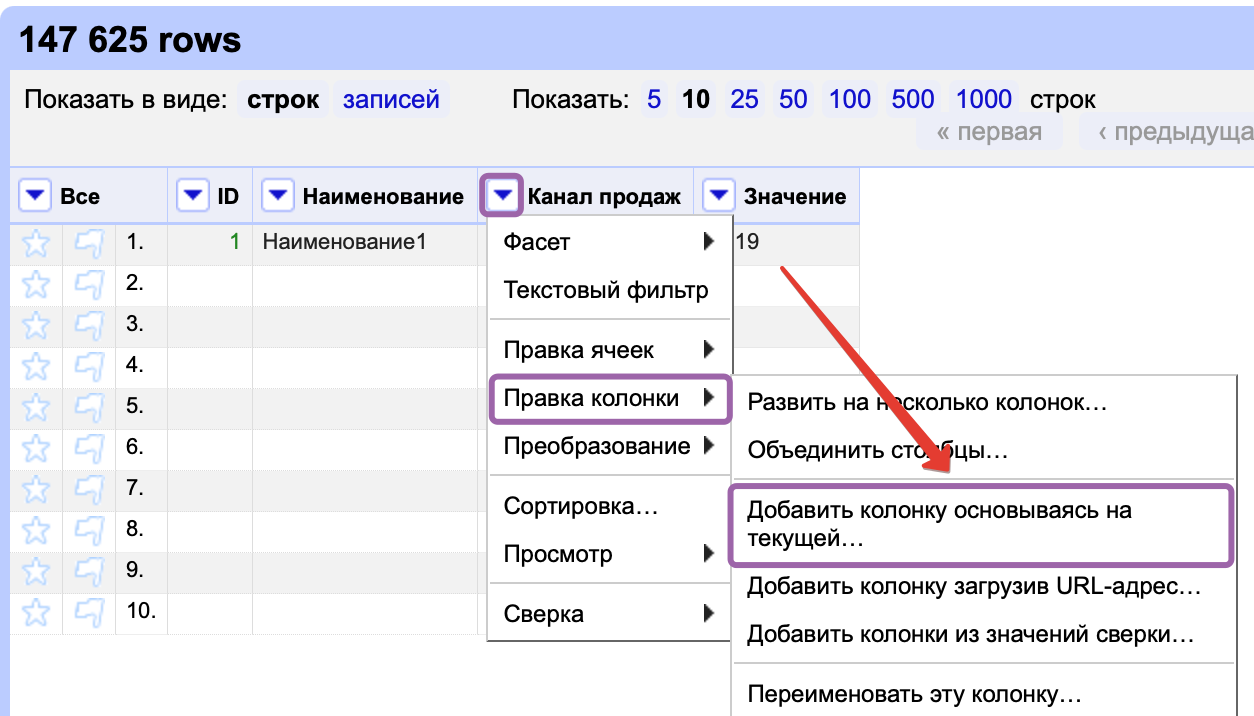 147 625 rows
Показать в виде: строк записей Показать: 5 10 25 50 100 500 1000 строк
« первая ‹ предыдуща
Все ID Наименование Канал продаж Значение
1. 1 Наименование1 19
2.
3.
4.
5.
6.
7.
8.
9.
10.
Фасет
Текстовый фильтр
Правка ячеек
Правка колонки
Преобразование
Сортировка…
Просмотр
Сверка
Развить на несколько колонок…
Объединить столбцы…
Добавить колонку основываясь на
текущей…
Добавить колонку загрузив URL-адрес…
Добавить колонки из значений сверки…
Переименовать эту колонку…